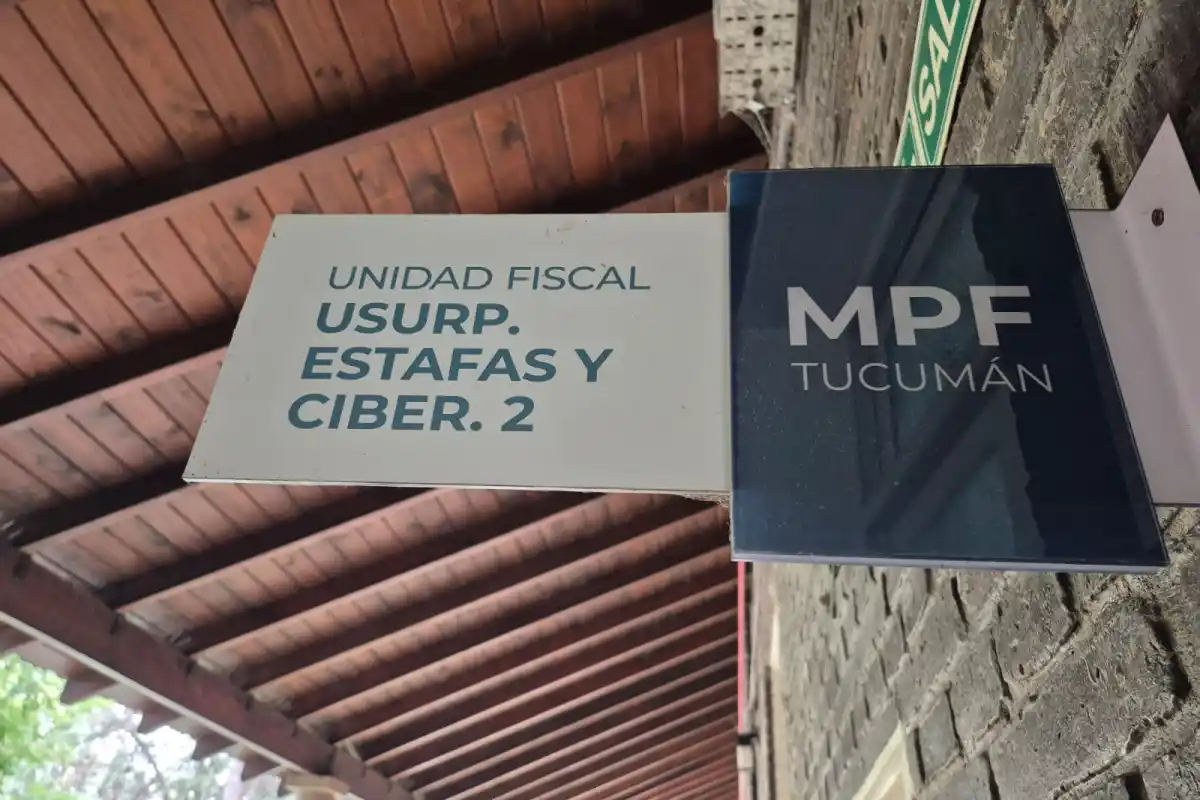 UNIDAD FISCAL
USURP.
ESTAFAS Y
CIBER. 2
MPF
TUCUMÁN